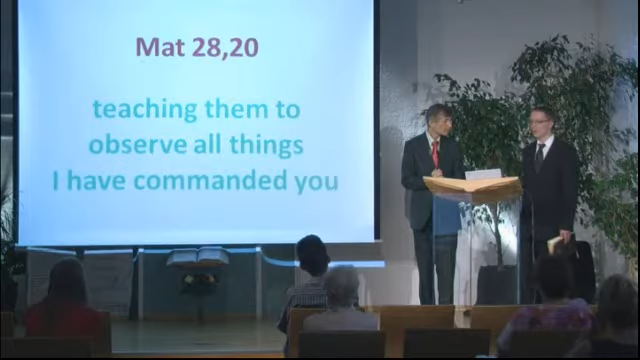 Mat 28,20
teaching them to
observe all things
I have commanded you